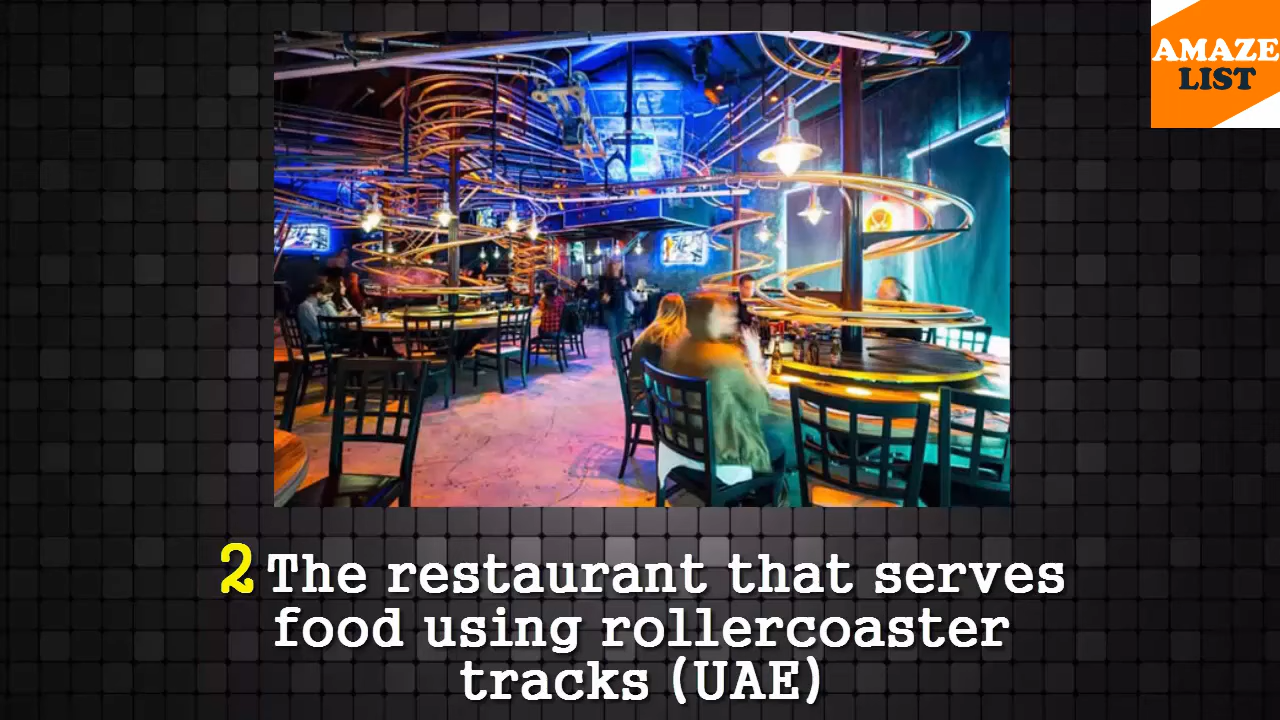 AMAZE
LIST
2 The restaurant that serves
food using rollercoaster
tracks (UAE)